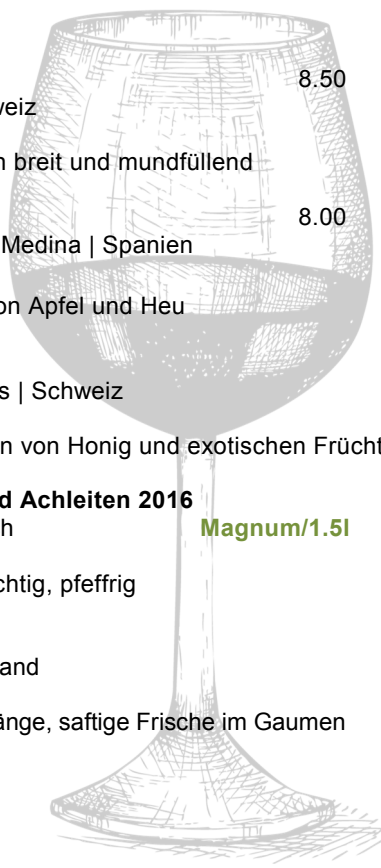 8.50
weiz
n breit und mundfüllend
8.00
Medina | Spanien
on Apfel und Heu
s | Schweiz
n von Honig und exotischen Frücht
d Achleiten 2016
h Magnum/1.5l
chtig, pfeffrig
and
änge, saftige Frische im Gaumen